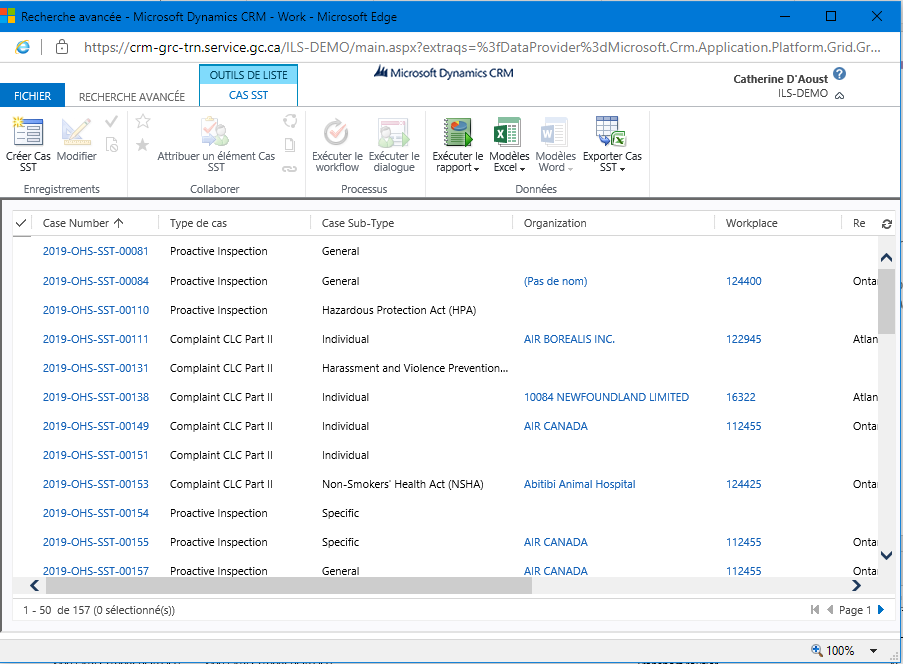 Recherche avancée - Microsoft Dynamics CRM - Work - Microsoft Edge
https://crm-grc-trn.service.gc.ca/ILS-DEMO/main.aspx?extraqs=%3fDataProvider%3dMicrosoft.Crm.Application.Platform.Grid.Gr...
FICHIER
RECHERCHE AVANCÉE
OUTILS DE LISTE
CAS SST
Microsoft Dynamics CRM
Catherine D'Aoust
ILS-DEMO
Créer Cas SST
Modifier
Enregistrements
Attribuer un élément Cas SST
Collaborer
Exécuter le workflow
Exécuter le dialogue
Processus
Exécuter le rapport
Modèles Excel
Modèles Word
Exporter Cas SST
Données
Case Number Type de cas Case Sub-Type Organization Workplace Re
2019-OHS-SST-00081 Proactive Inspection General
2019-OHS-SST-00084 Proactive Inspection General (Pas de nom) 124400 Onta
2019-OHS-SST-00110 Proactive Inspection Hazardous Protection Act (HPA)
2019-OHS-SST-00111 Complaint CLC Part II Individual AIR BOREALIS INC. 122945 Atlan
2019-OHS-SST-00131 Complaint CLC Part II Harassment and Violence Prevention...
2019-OHS-SST-00138 Complaint CLC Part II Individual 10084 NEWFOUNDLAND LIMITED 16322 Atlan
2019-OHS-SST-00149 Complaint CLC Part II Individual AIR CANADA 112455 Onta
2019-OHS-SST-00151 Complaint CLC Part II Individual
2019-OHS-SST-00153 Complaint CLC Part II Non-Smokers' Health Act (NSHA) Abitibi Animal Hospital 124425 Onta
2019-OHS-SST-00154 Proactive Inspection Specific
2019-OHS-SST-00155 Proactive Inspection Specific AIR CANADA 112455 Onta
2019-OHS-SST-00157 Proactive Inspection General AIR CANADA 112455 Onta
1 - 50 de 157 (0 sélectionné(s))
Page 1
100%